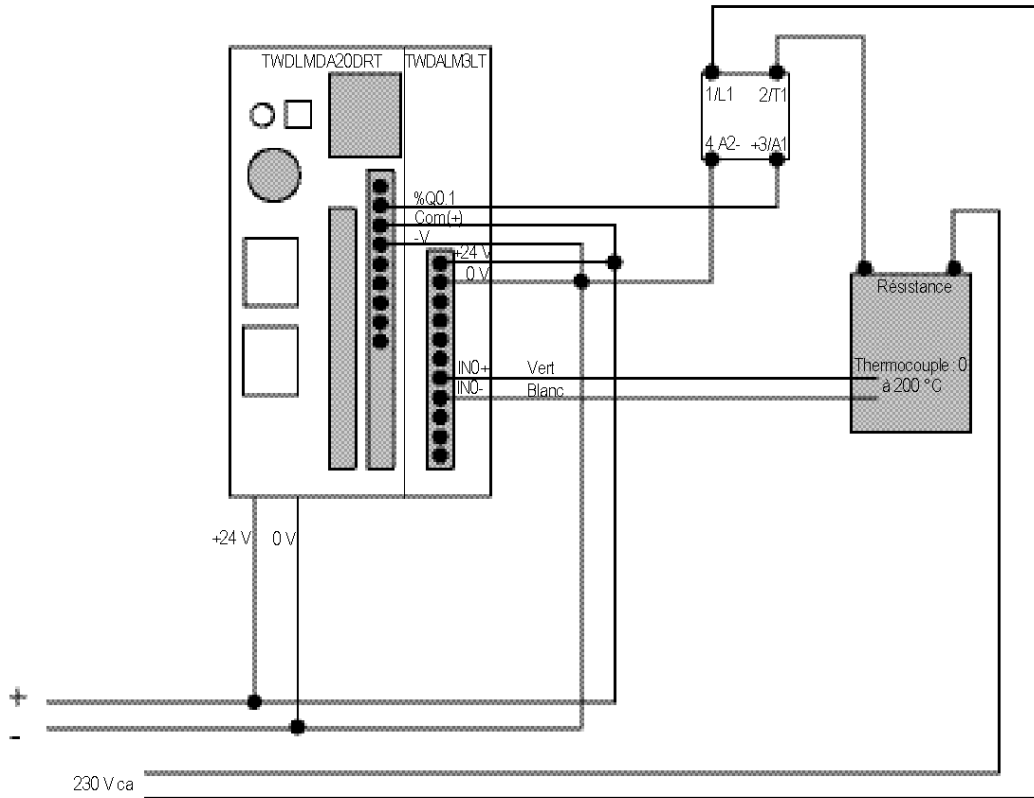 TWDLMDA20DRT
TWDALM3LT
1/L1
2/T1
4 A2-
+3/A1
%Q0.1
Com(+)
-V
+24 V
0 V
Résistance
IN0+
Vert
Thermocouple : 0
IN0-
Blanc
à 200 °C
+24 V
0 V
+
-
230 V ca